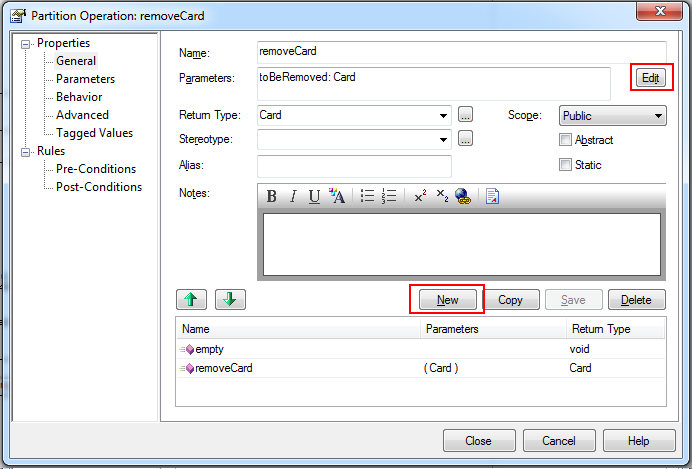 Partition Operation: removeCard
Properties
General
Parameters
Behavior
Advanced
Tagged Values
Rules
Pre-Conditions
Post-Conditions
Name: removeCard
Parameters: toBeRemoved: Card Edit
Return Type: Card ... Scope: Public
Stereotype: ... Abstract
Alias: Static
Notes: B I U A x² x₂
New Copy Save Delete
Name Parameters Return Type
empty void
removeCard ( Card ) Card
Close Cancel Help